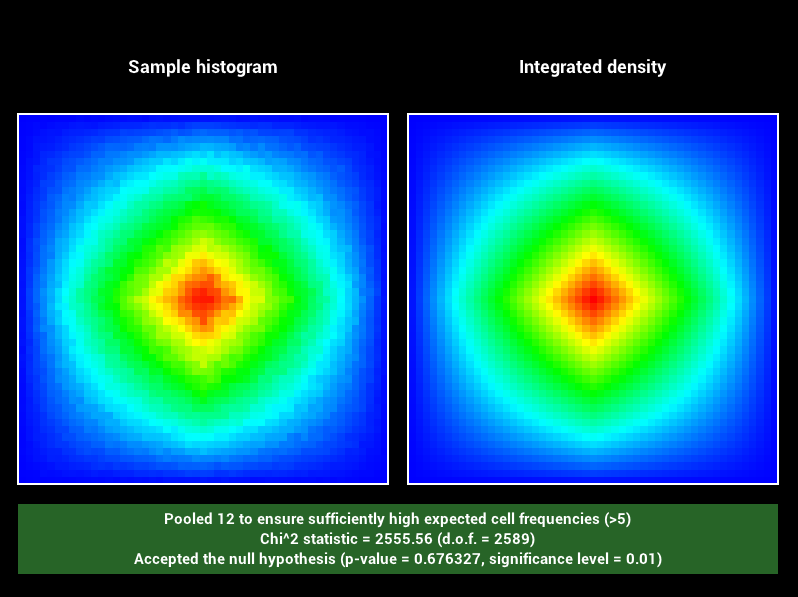 Sample histogram
Integrated density
Pooled 12 to ensure sufficiently high expected cell frequencies (>5)
Chi^2 statistic = 2555.56 (d.o.f. = 2589)
Accepted the null hypothesis (p-value = 0.676327, significance level = 0.01)